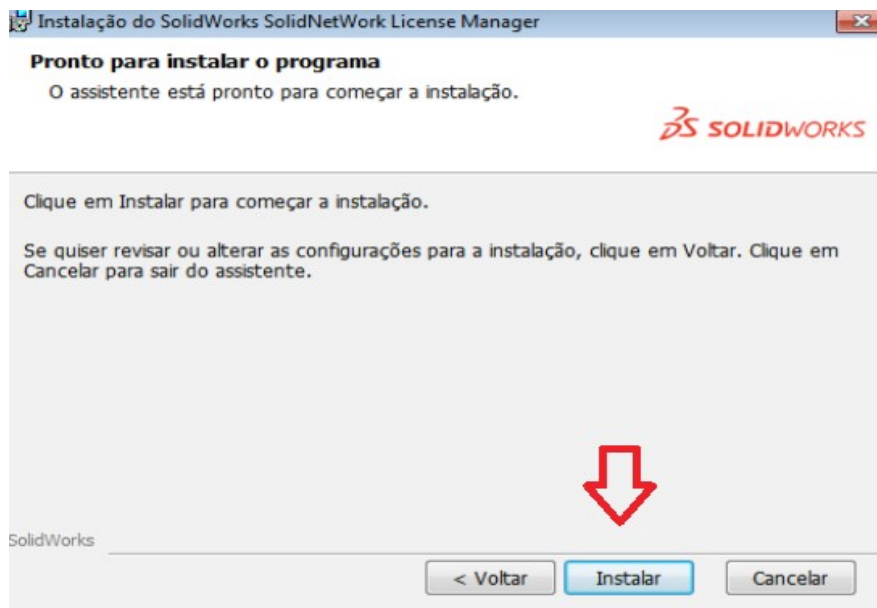 Instalação do SolidWorks SolidNetWork License Manager
Pronto para instalar o programa
O assistente está pronto para começar a instalação.
SOLIDWORKS
Clique em Instalar para começar a instalação.
Se quiser revisar ou alterar as configurações para a instalação, clique em Voltar. Clique em
Cancelar para sair do assistente.
SolidWorks
< Voltar
Instalar
Cancelar